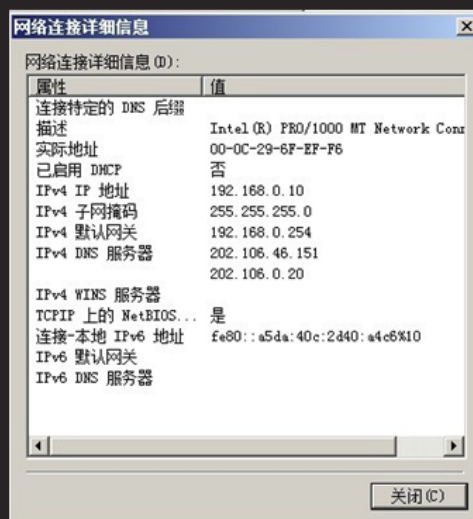 网络连接详细信息
网络连接详细信息(D):
属性 值
连接特定的 DNS 后缀
描述 Intel(R) PRO/1000 MT Network Conn
实际地址 00-0C-29-6F-EF-F6
已启用 DHCP 否
IPv4 IP 地址 192.168.0.10
IPv4 子网掩码 255.255.255.0
IPv4 默认网关 192.168.0.254
IPv4 DNS 服务器 202.106.46.151
202.106.0.20
IPv4 WINS 服务器
TCPIP 上的 NetBIOS... 是
连接-本地 IPv6 地址 fe80::a5da:40c:2d40:a4c6%10
IPv6 默认网关
IPv6 DNS 服务器
关闭(C)